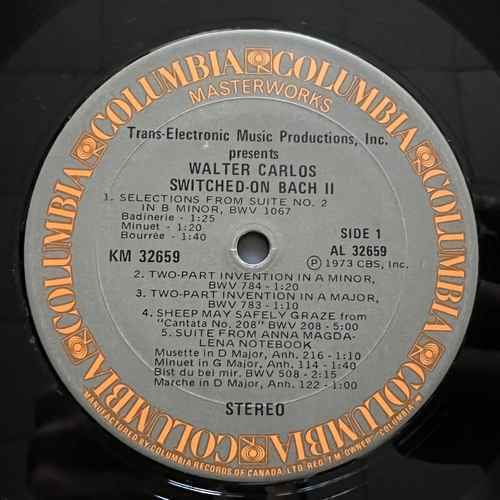 COLUMBIA COLUMBIA COLUMBIA COLUMBIA COLUMBIA COLUMBIA
MASTERWORKS
Trans-Electronic Music Productions, Inc.
presents
WALTER CARLOS
SWITCHED-ON BACH II
1. SELECTIONS FROM SUITE NO. 2
IN B MINOR, BWV 1067
Badinerie - 1:25
Minuet - 1:20
Bourrée - 1:40
SIDE 1
KM 32659
AL 32659
Ⓟ 1973 CBS, Inc.
2. TWO-PART INVENTION IN A MINOR,
BWV 784 - 1:20
3. TWO-PART INVENTION IN A MAJOR,
BWV 783 - 1:10
4. SHEEP MAY SAFELY GRAZE from
"Cantata No. 208" BWV 208 - 5:00
5. SUITE FROM ANNA MAGDA-
LENA NOTEBOOK
Musette in D Major, Anh. 216 - 1:10
Minuet in G Major, Anh. 114 - 1:40
Bist du bei mir, BWV 508 - 2:15
Marche in D Major, Anh. 122 - 1:00
STEREO
MANUFACTURED BY COLUMBIA RECORDS OF CANADA, LTD. REG'D T.M. OWNER "COLUMBIA"